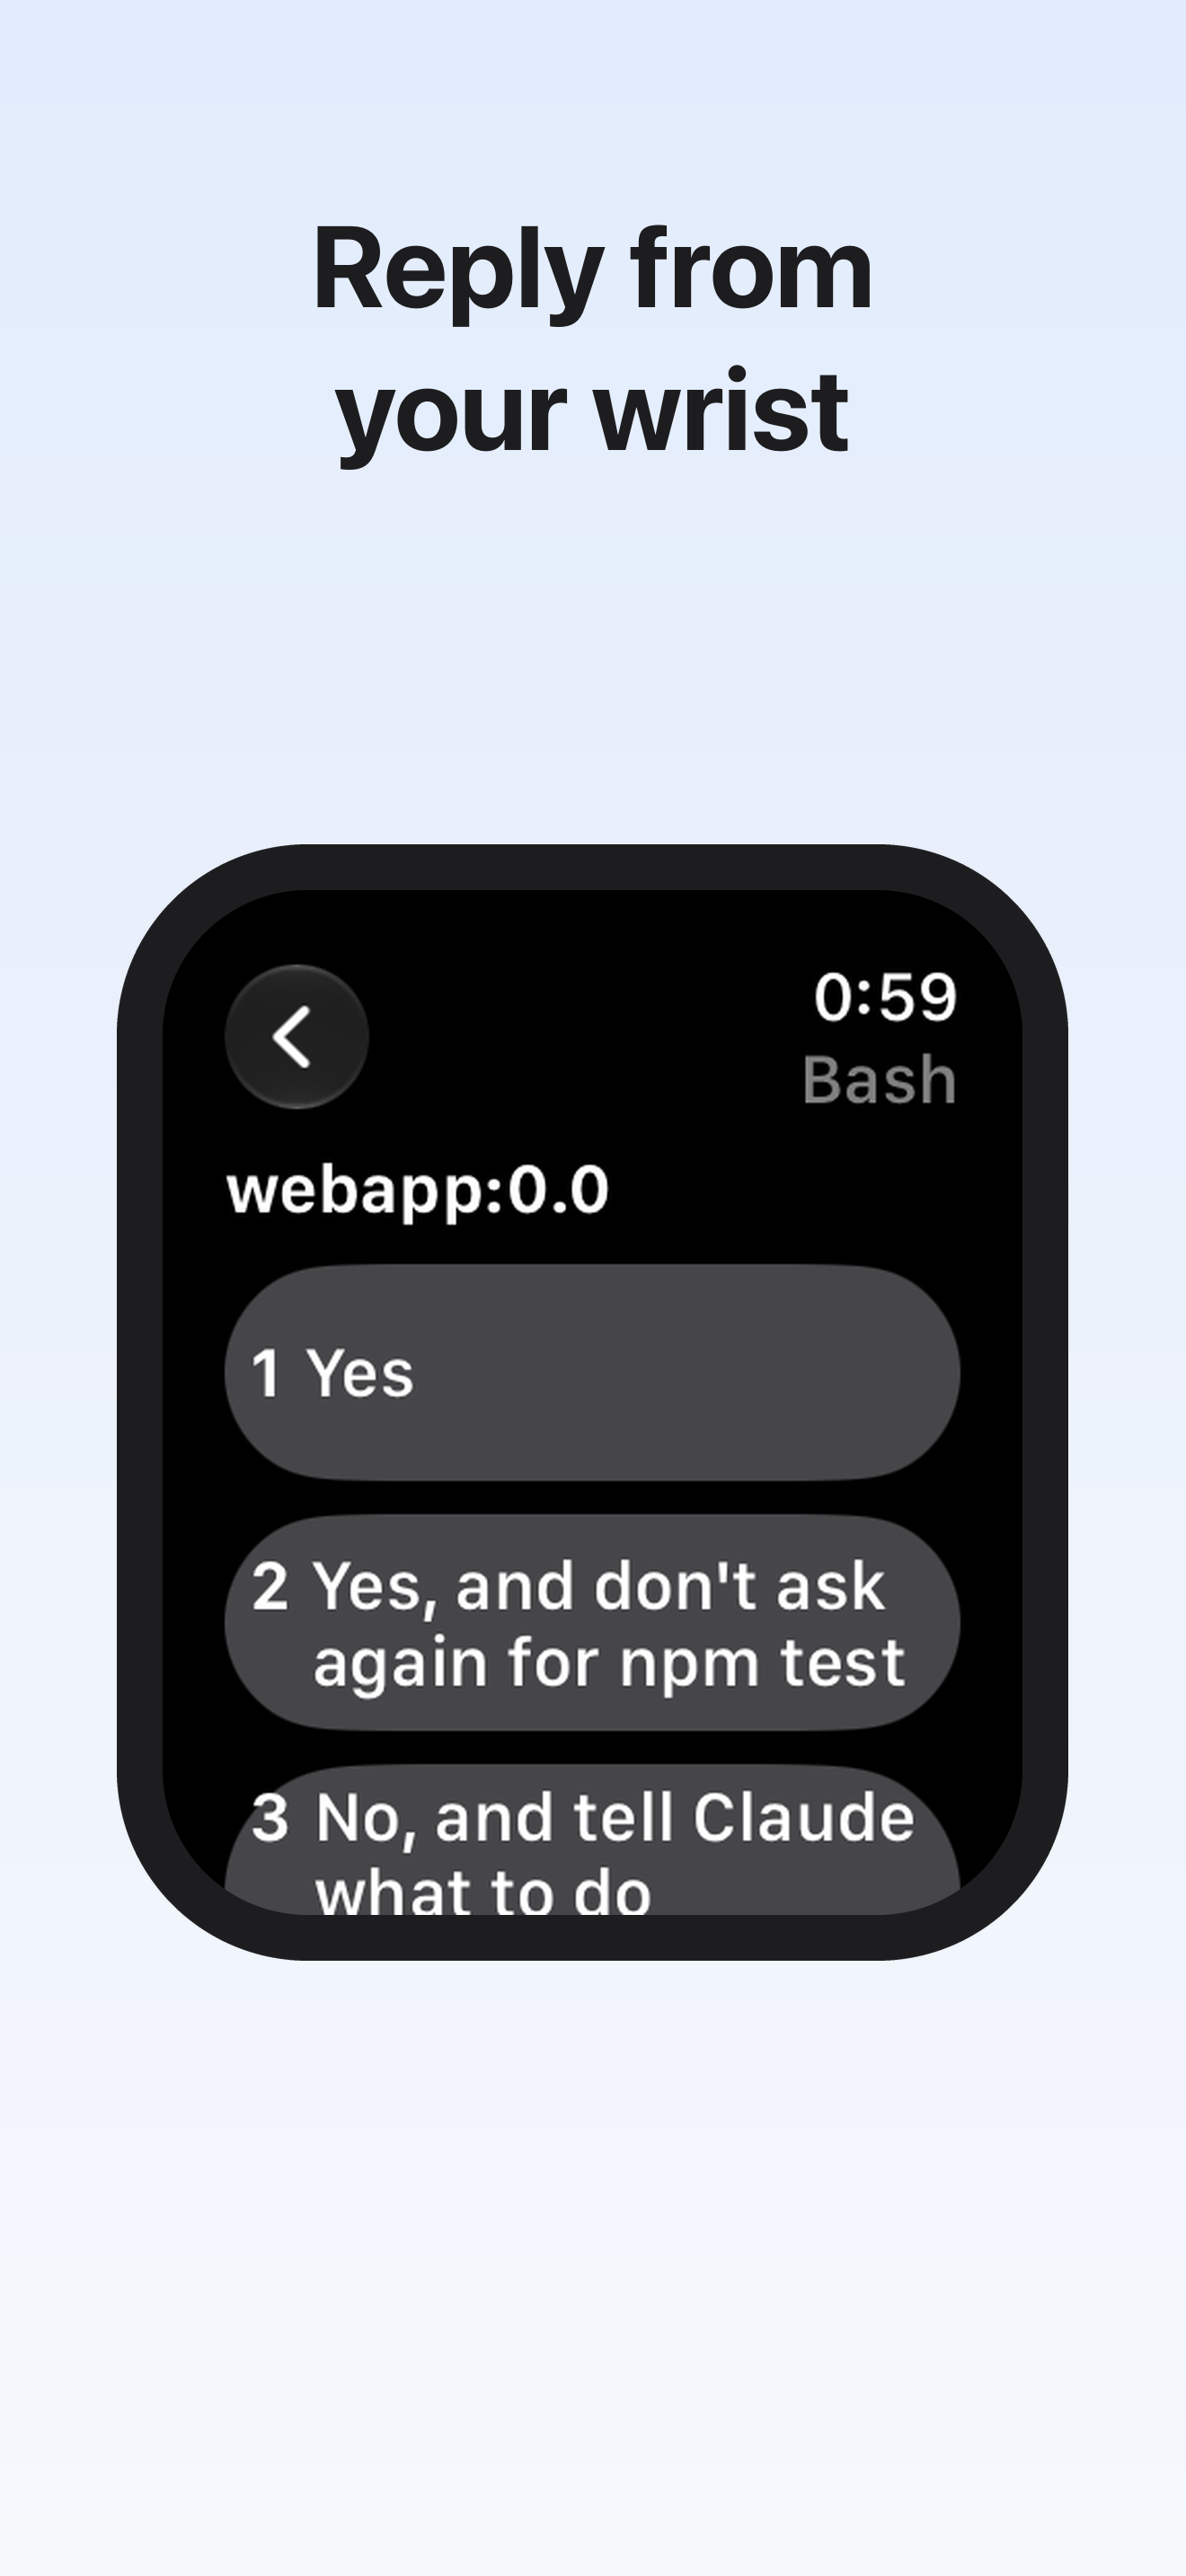 Reply from
your wrist
0:59
Bash
webapp:0.0
1 Yes
2 Yes, and don't ask
again for npm test
3 No, and tell Claude
what to do